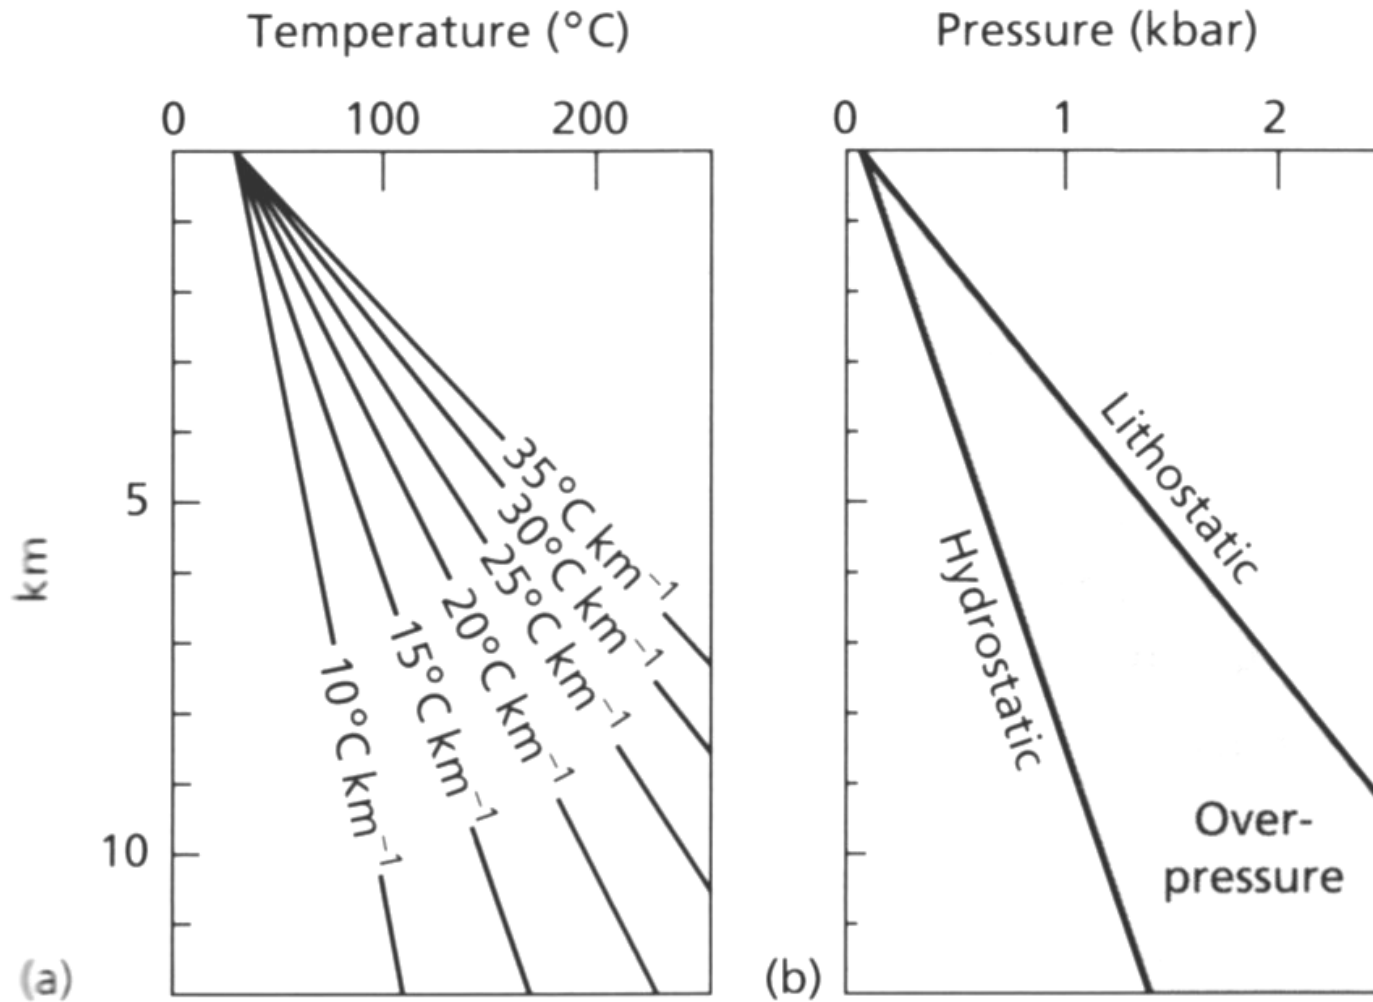 Temperature (°C)
0 100 200
km
5
10
35°C km⁻¹
30°C km⁻¹
25°C km⁻¹
20°C km⁻¹
15°C km⁻¹
10°C km⁻¹
(a)
Pressure (kbar)
0 1 2
Lithostatic
Hydrostatic
Over-
pressure
(b)